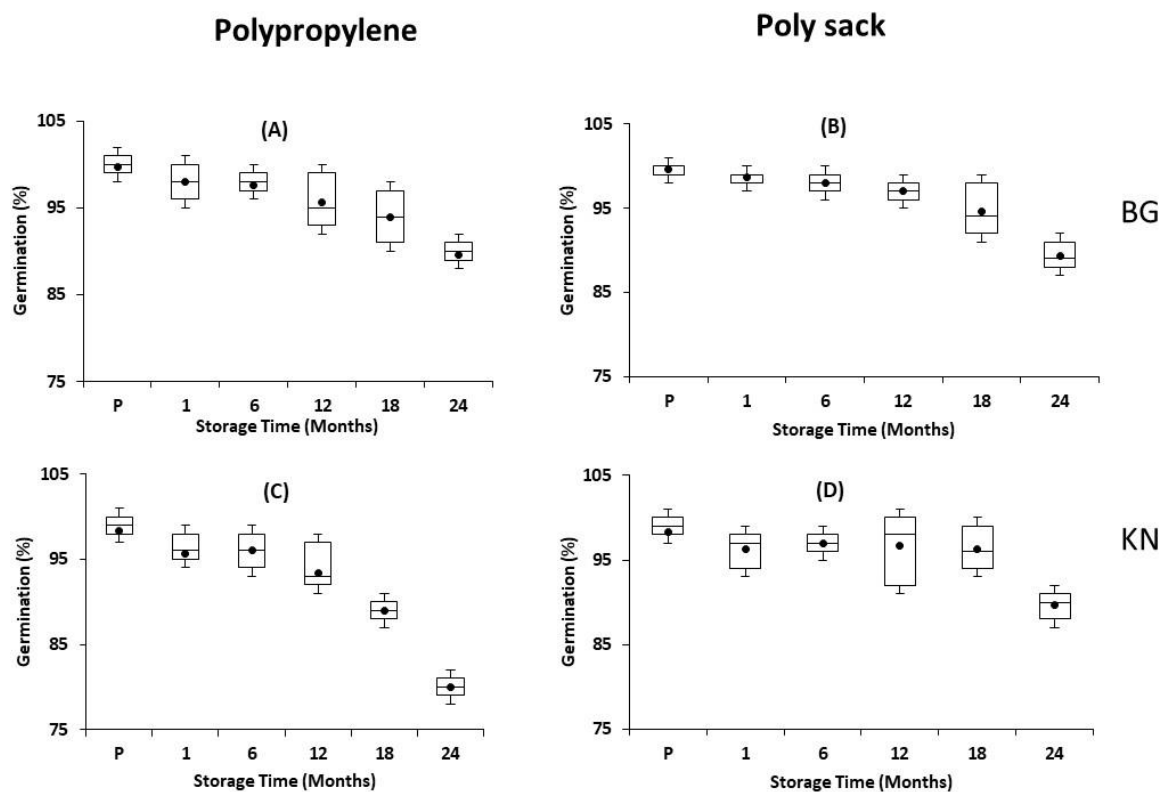 Polypropylene
Poly sack
(A)
105
95
85
75
Germination (%)
P 1 6 12 18 24
Storage Time (Months)
(B)
105
95
85
75
Germination (%)
P 1 6 12 18 24
Storage Time (Months)
BG
(C)
105
95
85
75
Germination (%)
P 1 6 12 18 24
Storage Time (Months)
(D)
105
95
85
75
Germination (%)
P 1 6 12 18 24
Storage Time (Months)
KN